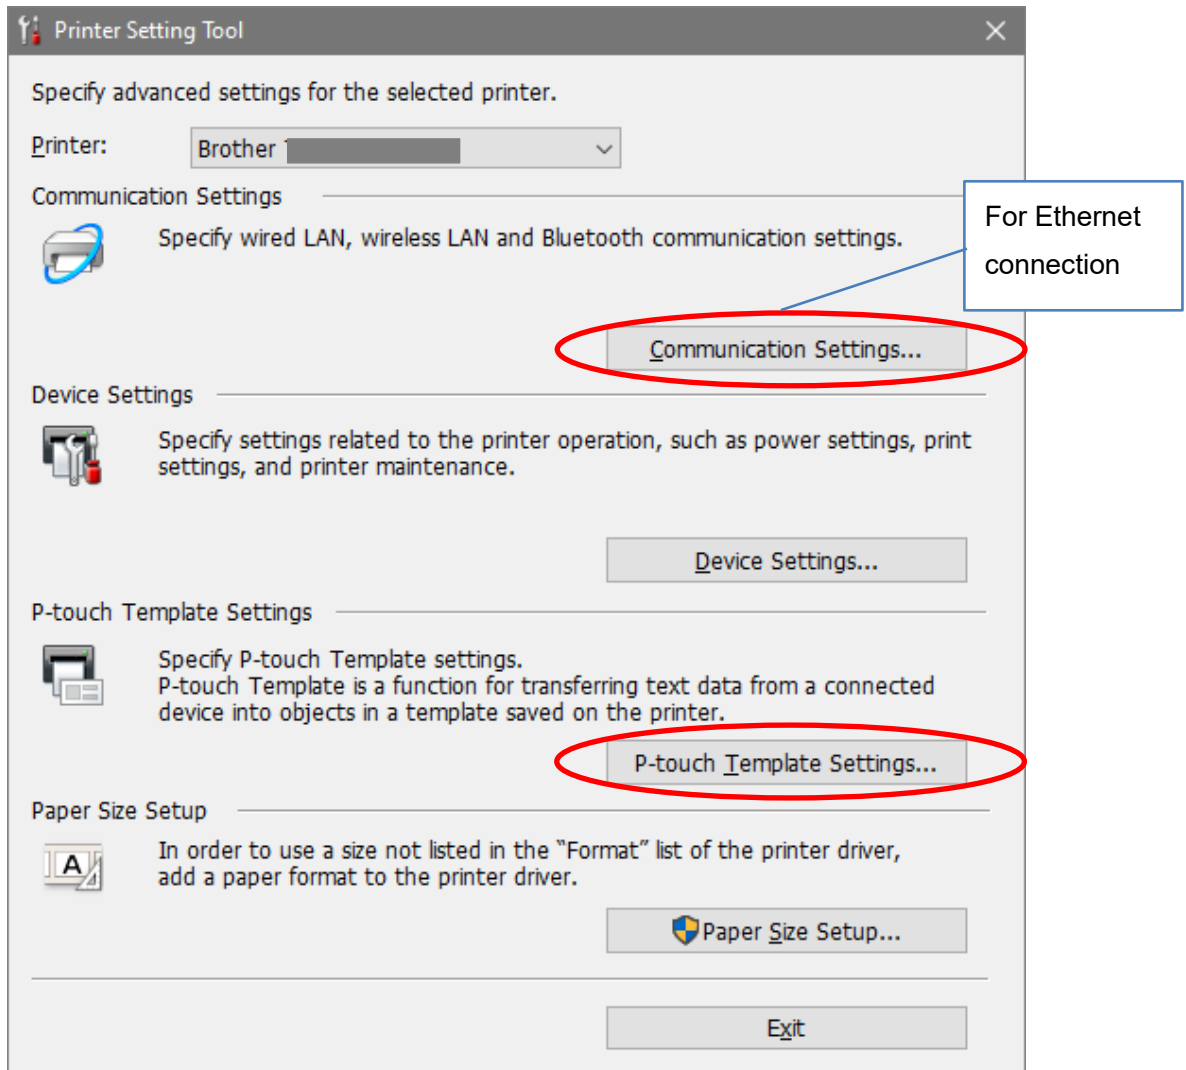 Printer Setting Tool
Specify advanced settings for the selected printer.
Printer:
Brother
Communication Settings
Specify wired LAN, wireless LAN and Bluetooth communication settings.
For Ethernet
connection
Communication Settings...
Device Settings
Specify settings related to the printer operation, such as power settings, print
settings, and printer maintenance.
Device Settings...
P-touch Template Settings
Specify P-touch Template settings.
P-touch Template is a function for transferring text data from a connected
device into objects in a template saved on the printer.
P-touch Template Settings...
Paper Size Setup
A
In order to use a size not listed in the “Format” list of the printer driver,
add a paper format to the printer driver.
Paper Size Setup...
Exit